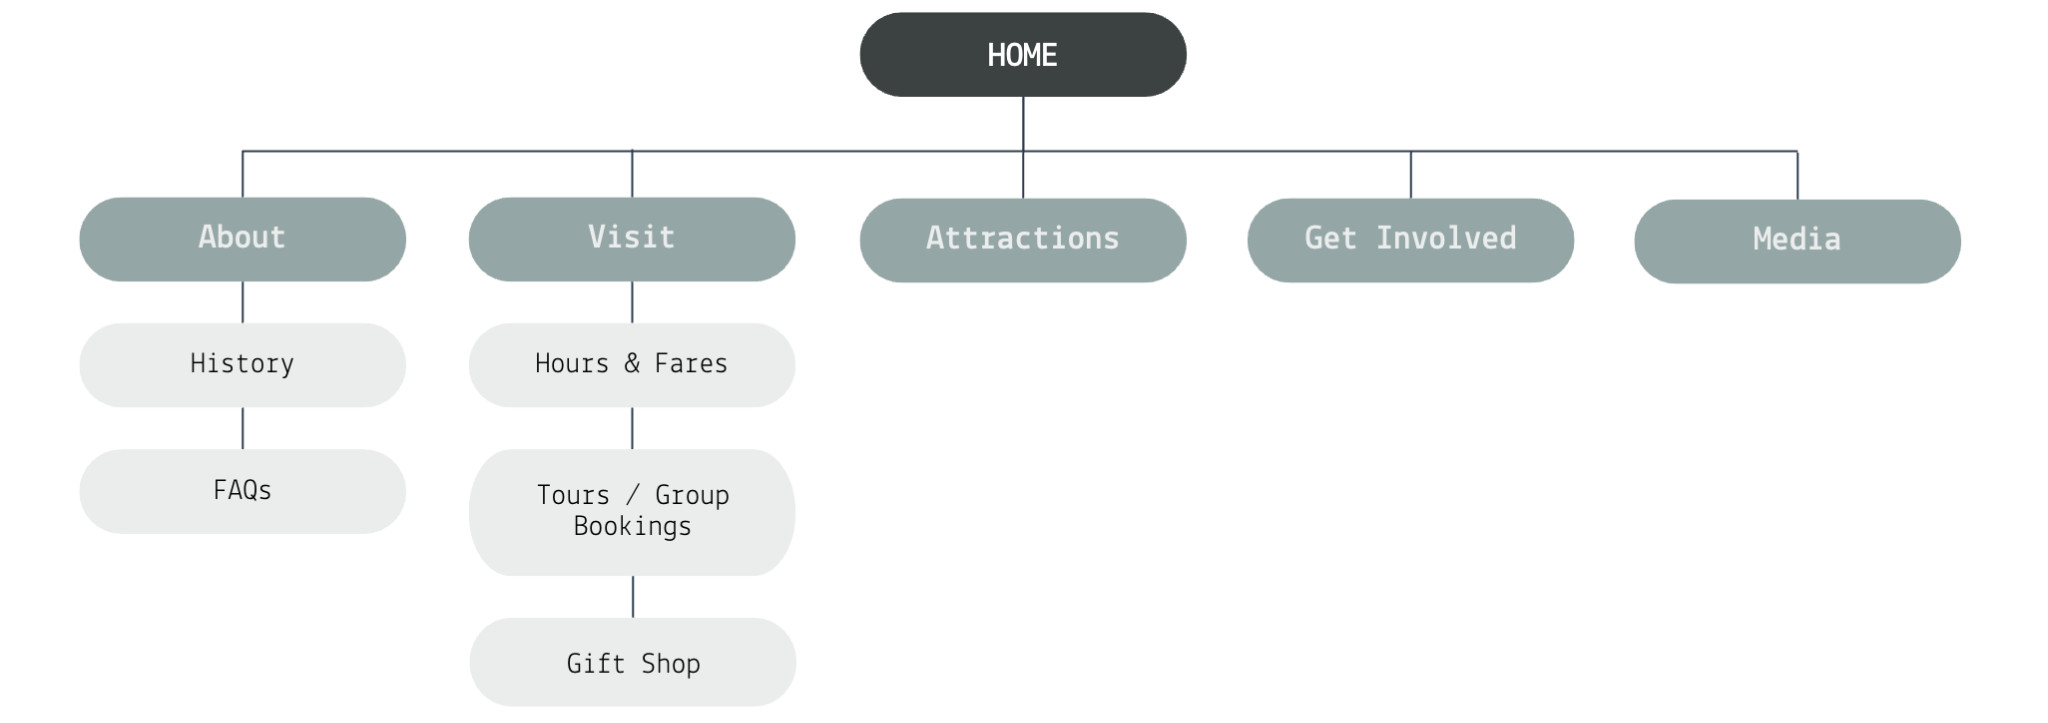 HOME
About
Visit
Attractions
Get Involved
Media
History
Hours & Fares
FAQs
Tours / Group
Bookings
Gift Shop